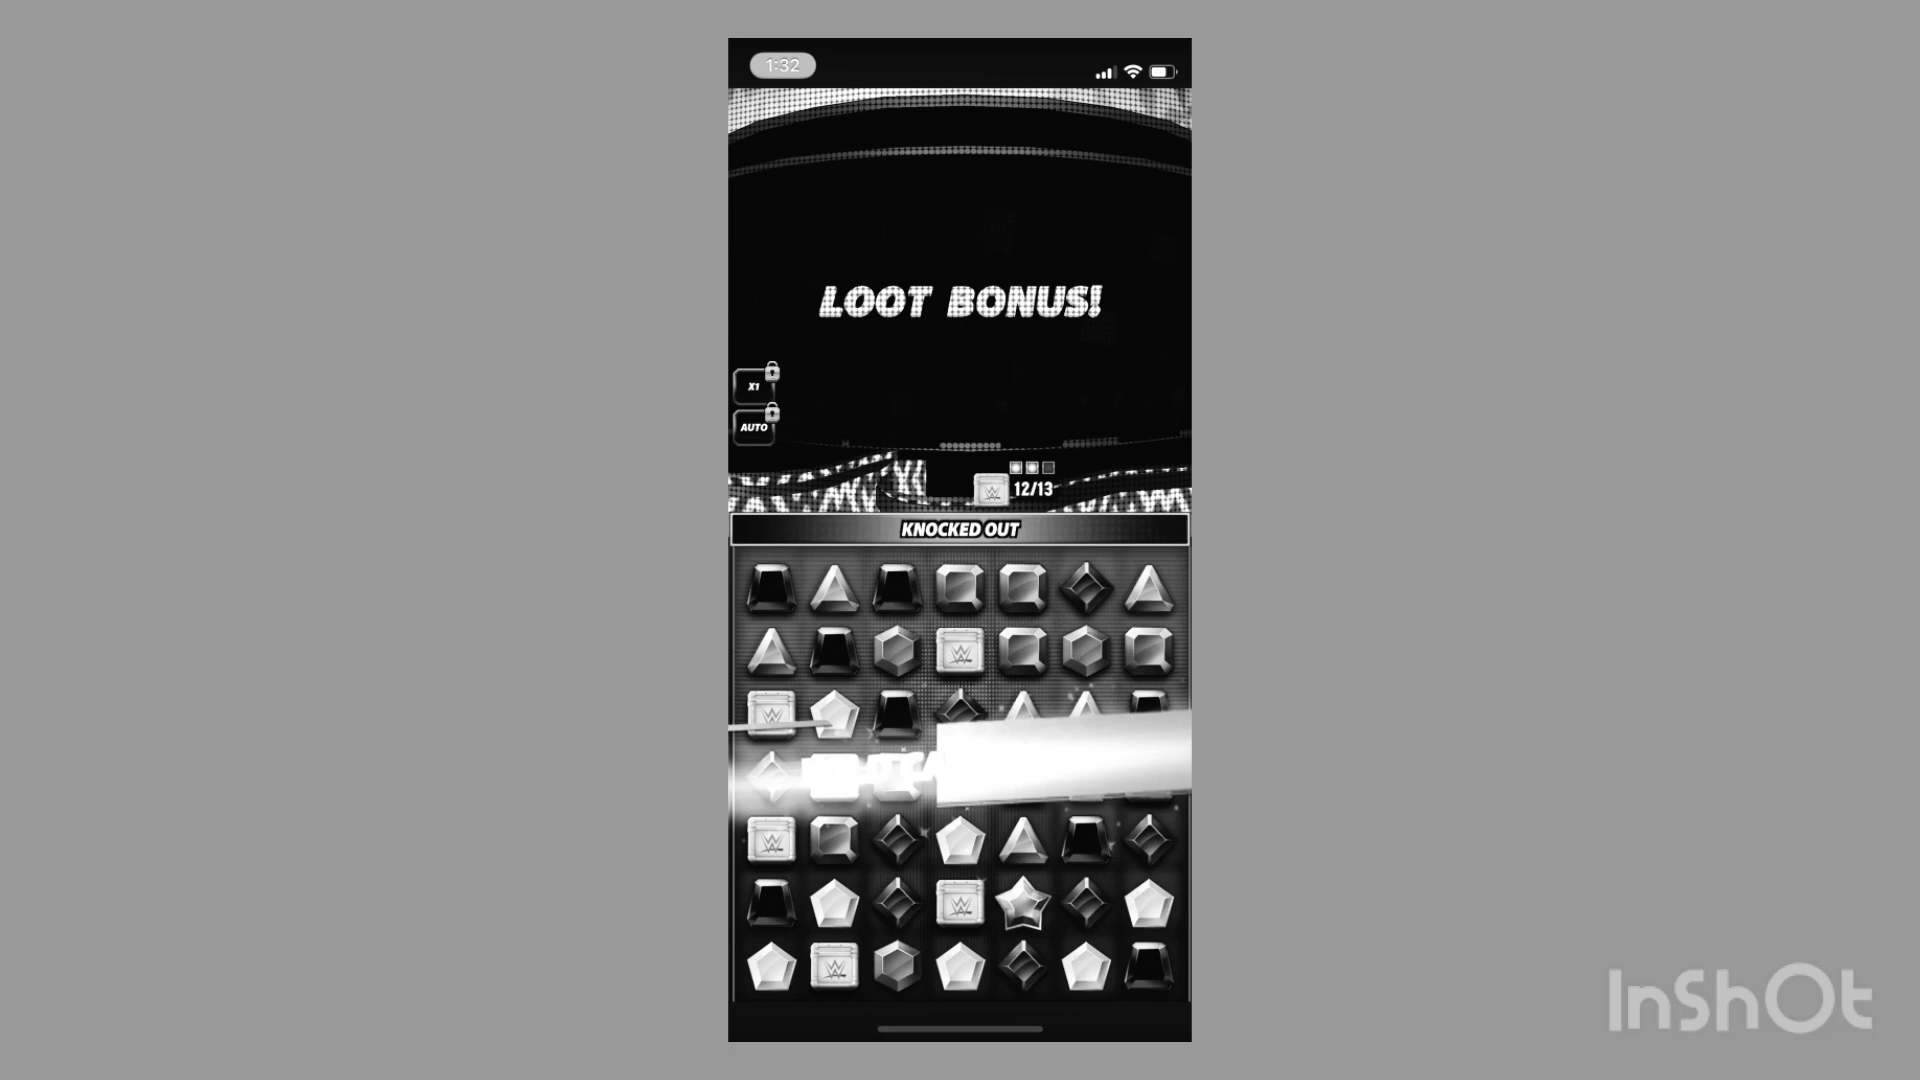 1:32
LOOT BONUS!
X1
AUTO
12/13
KNOCKED OUT
InShOt